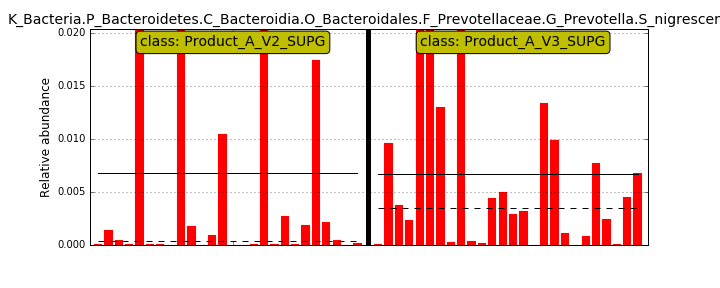 K_Bacteria.P_Bacteroidetes.C_Bacteroidia.O_Bacteroidales.F_Prevotellaceae.G_Prevotella.S_nigrescen
class: Product_A_V2_SUPG
class: Product_A_V3_SUPG
Relative abundance
0.020
0.015
0.010
0.005
0.000